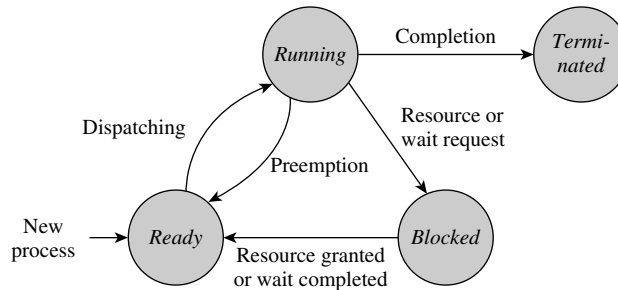 Running
Completion
Termi-
nated
Dispatching
Resource or
wait request
Preemption
New
process
Ready
Resource granted
or wait completed
Blocked